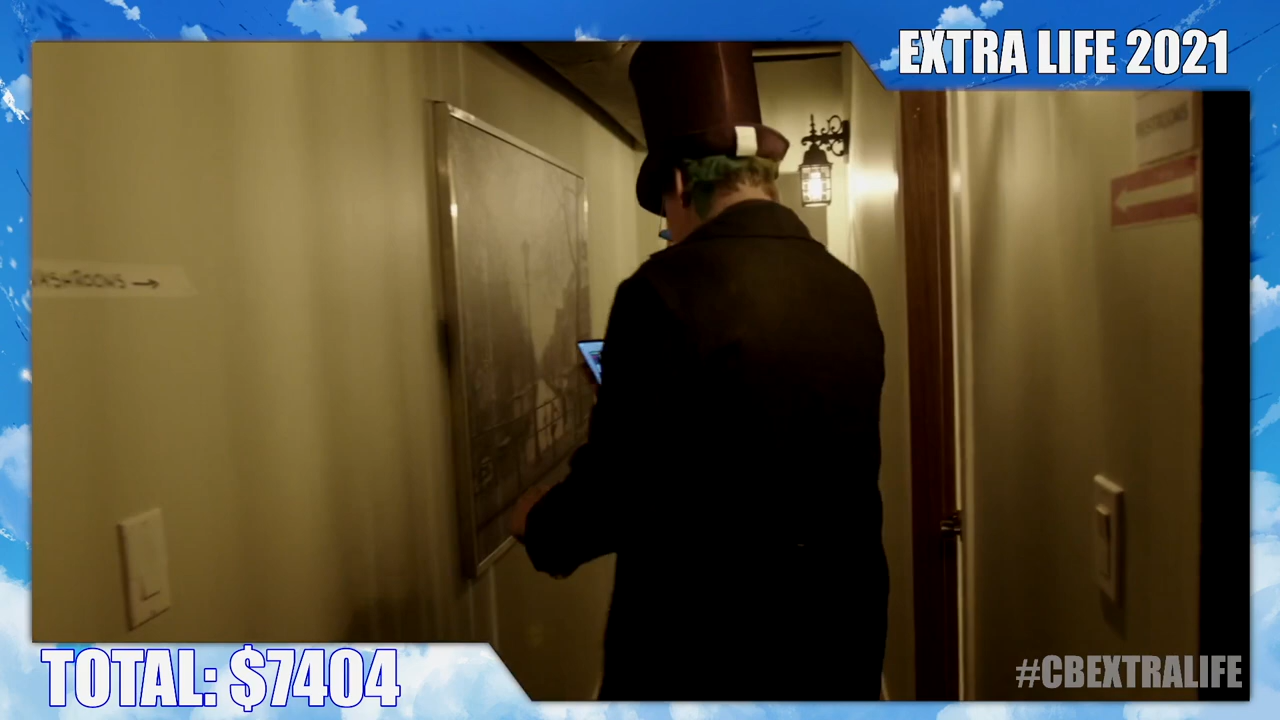 EXTRA LIFE 2021
→
←
TOTAL: $7404
#CBEXTRALIFE